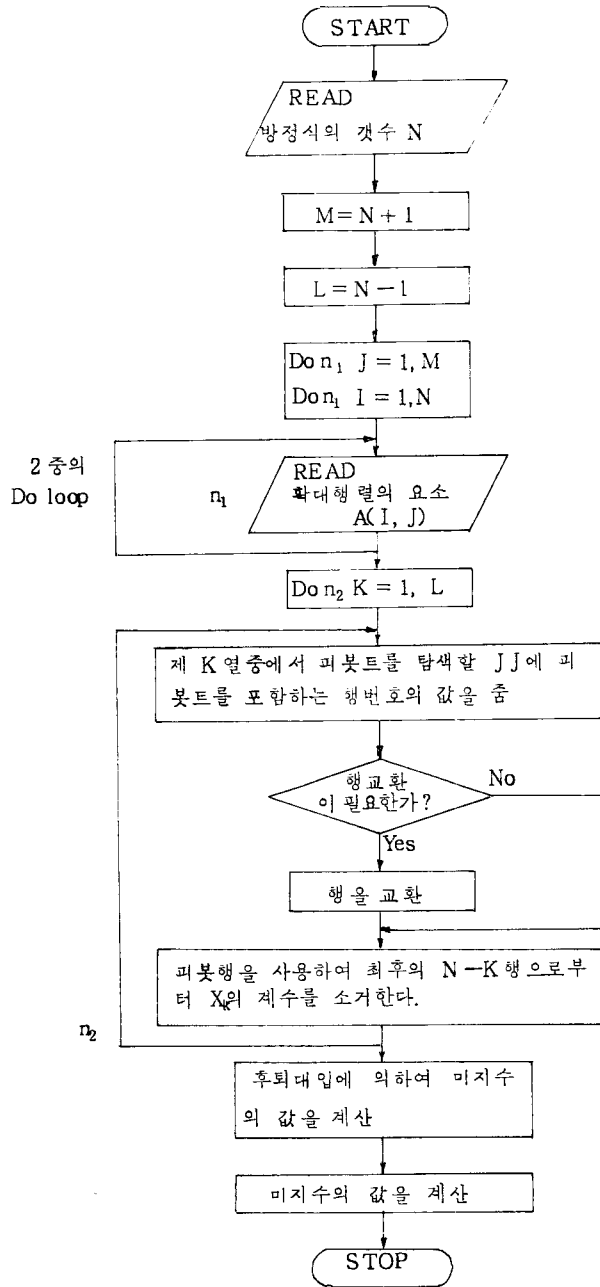 START
READ
방정식의 갯수 N
M = N + 1
L = N - 1
Do n₁ J = 1, M
Do n₁ I = 1, N
2 중의
Do loop
n₁
READ
확대행렬의 요소
A( I, J )
Do n₂ K = 1, L
제 K 열중에서 피봇트를 탐색할 JJ에 피
봇트를 포함하는 행번호의 값을 줌
행교환
이 필요한가?
No
Yes
행을 교환
피봇행을 사용하여 최후의 N - K 행으로부
터 Xₖ의 계수를 소거한다.
n₂
후퇴대입에 의하여 미지수
의 값을 계산
미지수의 값을 계산
STOP